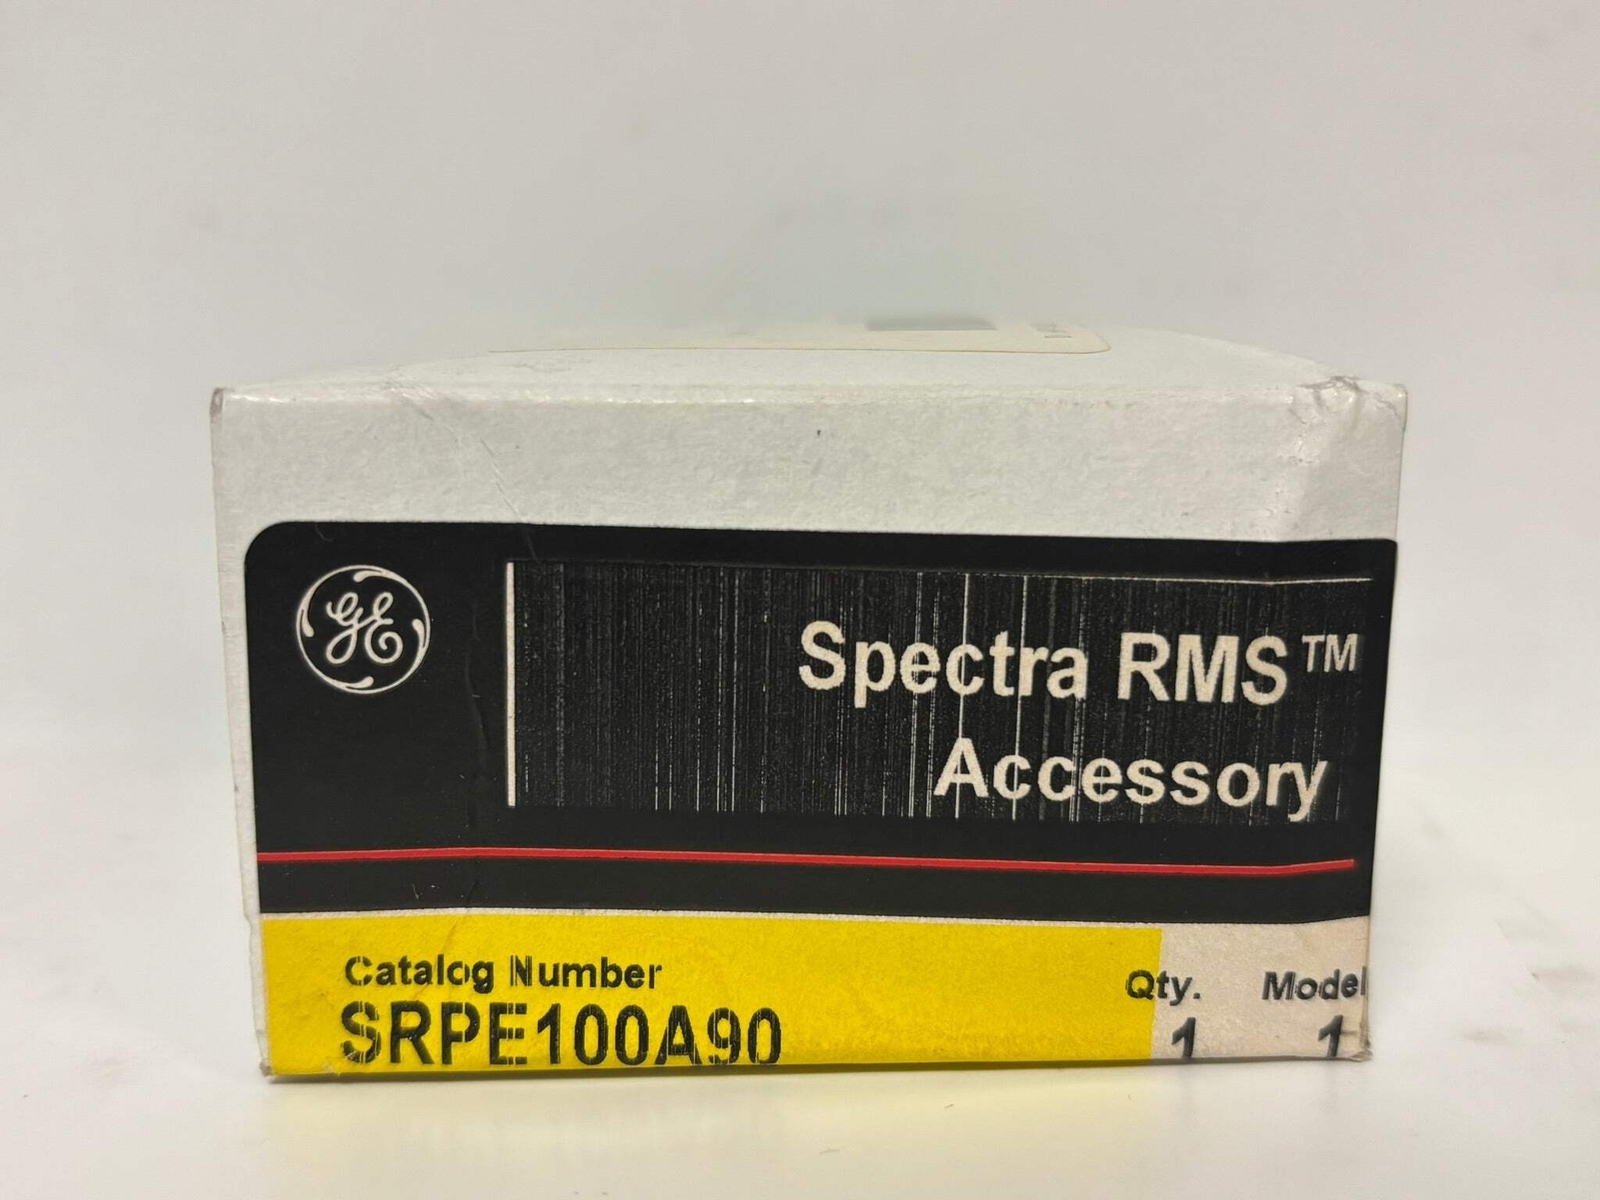 GE
Spectra RMS™
Accessory
Catalog Number
SRPE100A90
Qty.
1
Model
1